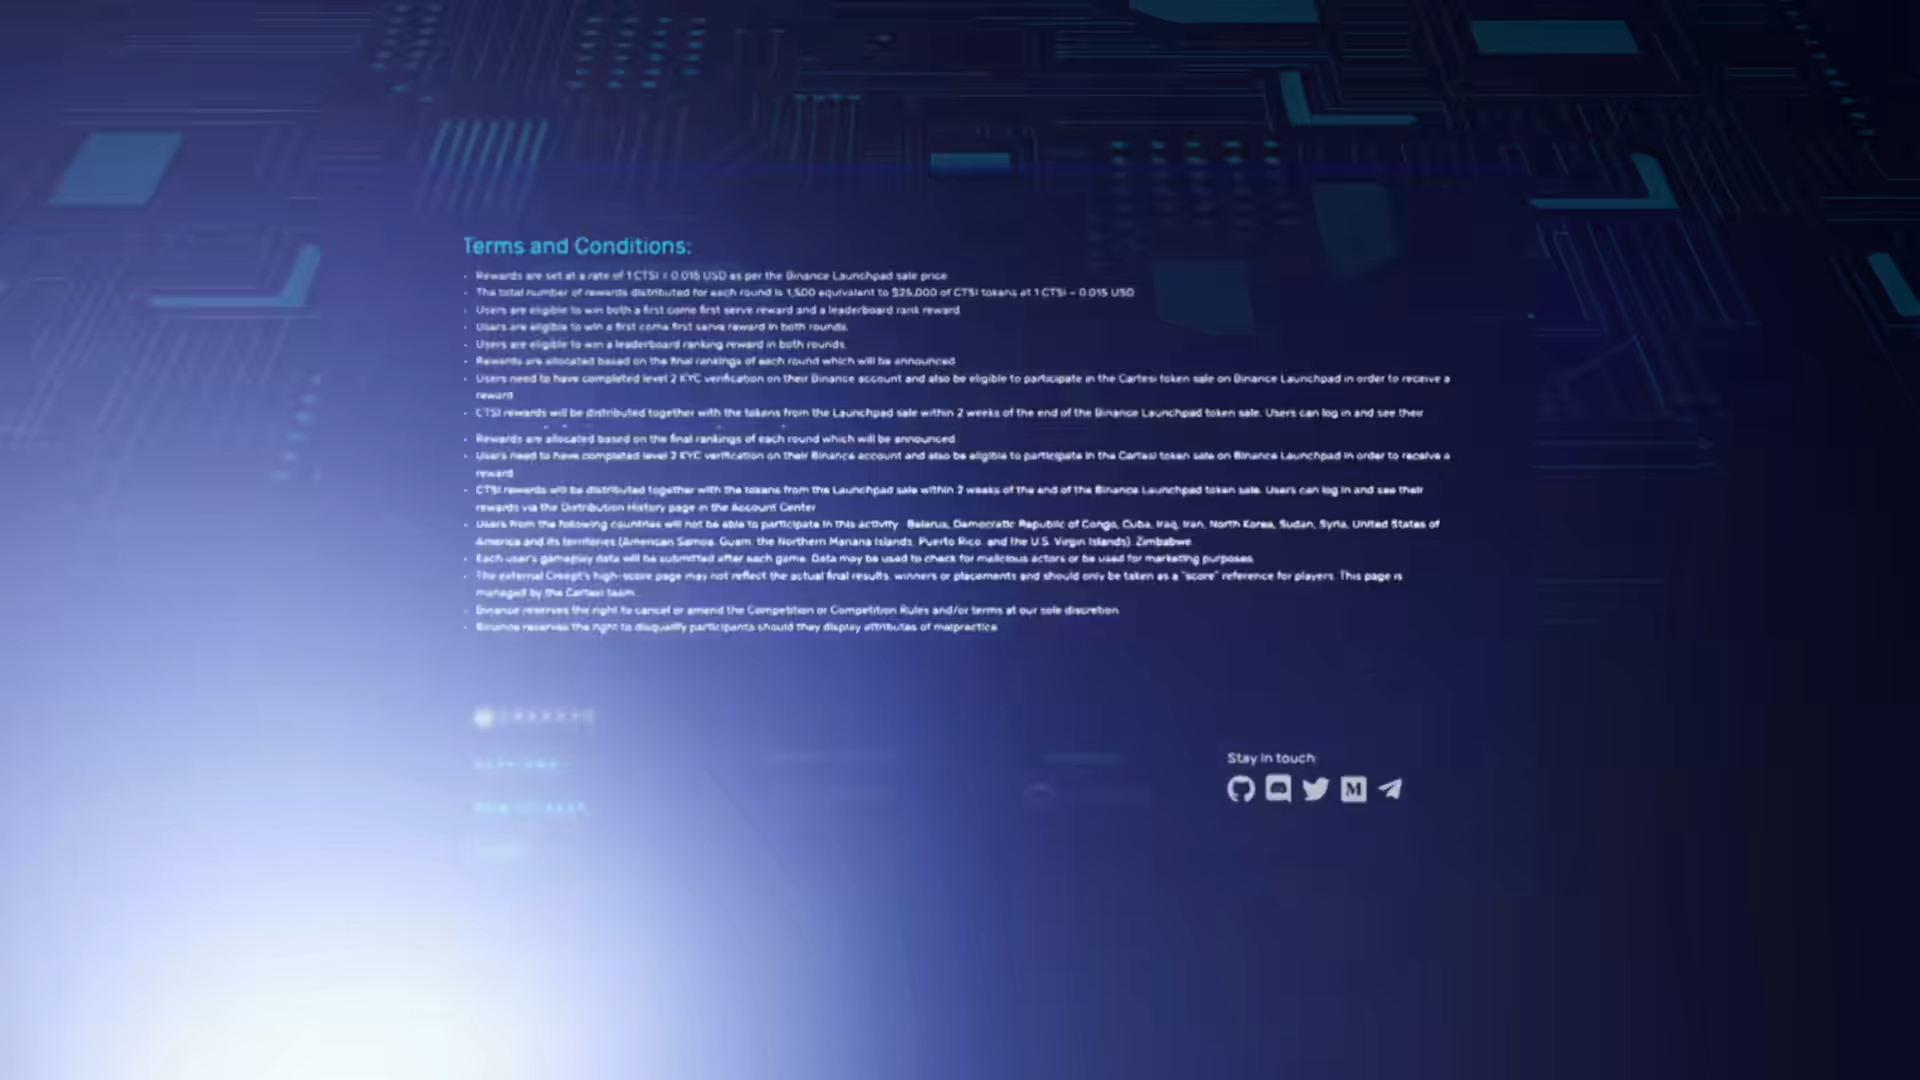 Terms and Conditions:
• Rewards are set at a rate of 1 CTSI = 0.015 USD as per the Binance Launchpad sale price
• The total number of rewards distributed for each round is 1,500 equivalent to $25,000 of CTSI tokens at 1 CTSI = 0.015 USD
• Users are eligible to win both a first come first serve reward and a leaderboard rank reward
• Users are eligible to win a first come first serve reward in both rounds.
• Users are eligible to win a leaderboard ranking reward in both rounds.
• Rewards are allocated based on the final rankings of each round which will be announced
• Users need to have completed level 2 KYC verification on their Binance account and also be eligible to participate in the Cartesi token sale on Binance Launchpad in order to receive a
reward
• CTSI rewards will be distributed together with the tokens from the Launchpad sale within 2 weeks of the end of the Binance Launchpad token sale. Users can log in and see their
• Rewards are allocated based on the final rankings of each round which will be announced
• Users need to have completed level 2 KYC verification on their Binance account and also be eligible to participate in the Cartesi token sale on Binance Launchpad in order to receive a
reward
• CTSI rewards will be distributed together with the tokens from the Launchpad sale within 2 weeks of the end of the Binance Launchpad token sale. Users can log in and see their
rewards via the Distribution History page in the Account Center
• Users from the following countries will not be able to participate in this activity: Belarus, Democratic Republic of Congo, Cuba, Iraq, Iran, North Korea, Sudan, Syria, United States of
America and its territories (American Samoa, Guam, the Northern Mariana Islands, Puerto Rico, and the U.S. Virgin Islands), Zimbabwe
• Each user's gameplay data will be submitted after each game. Data may be used to check for malicious actors or be used for marketing purposes.
• The external Creepts high-score page may not reflect the actual final results, winners or placements and should only be taken as a "score" reference for players. This page is
managed by the Cartesi team.
• Binance reserves the right to cancel or amend the Competition or Competition Rules and/or terms at our sole discretion
• Binance reserves the right to disqualify participants should they display attributes of malpractice
Stay in touch: